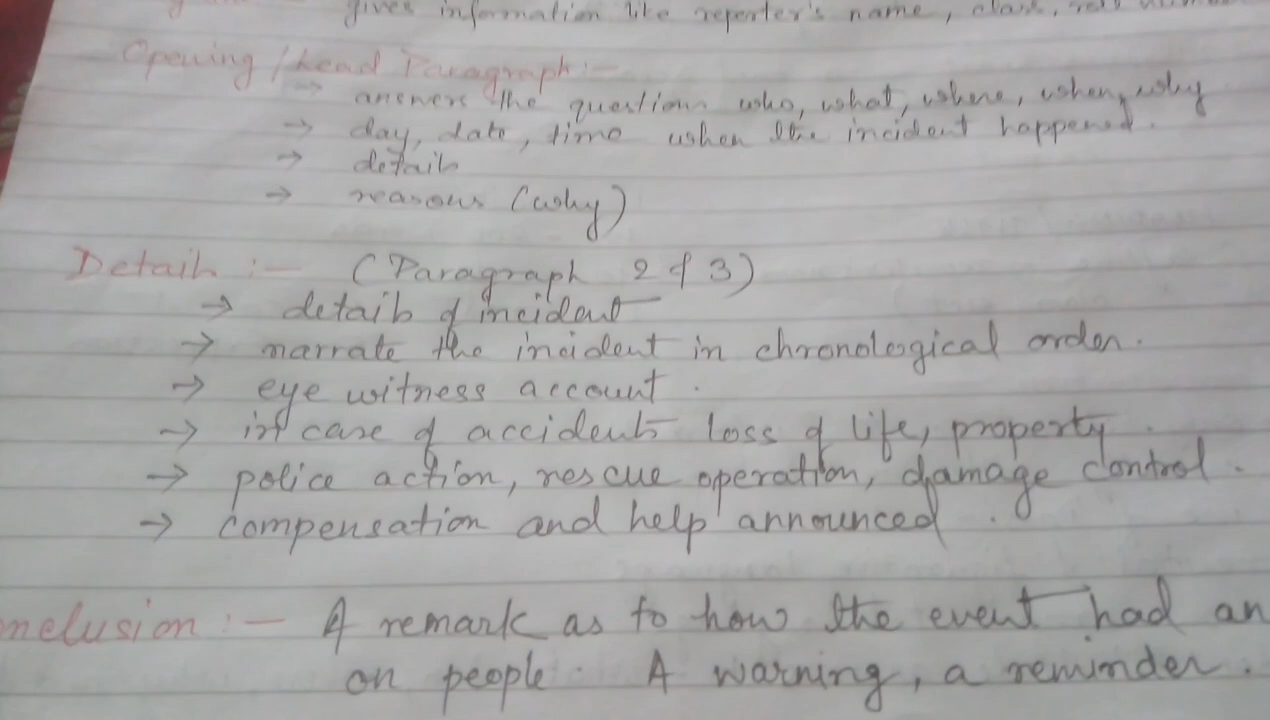 gives information like reporter's name, class, roll
Opening / Lead Paragraph :-
→ answers the questions who, what, where, when, why
→ day, date, time when the incident happened.
→ details
→ reasons (why)
Details :- (Paragraph 2 & 3)
→ details of incident
→ narrate the incident in chronological order.
→ eye witness account.
→ in case of accidents loss of life, property.
→ police action, rescue operation, damage control.
→ compensation and help announced.
nclusion :- A remark as to how the event had an
on people. A warning, a reminder.